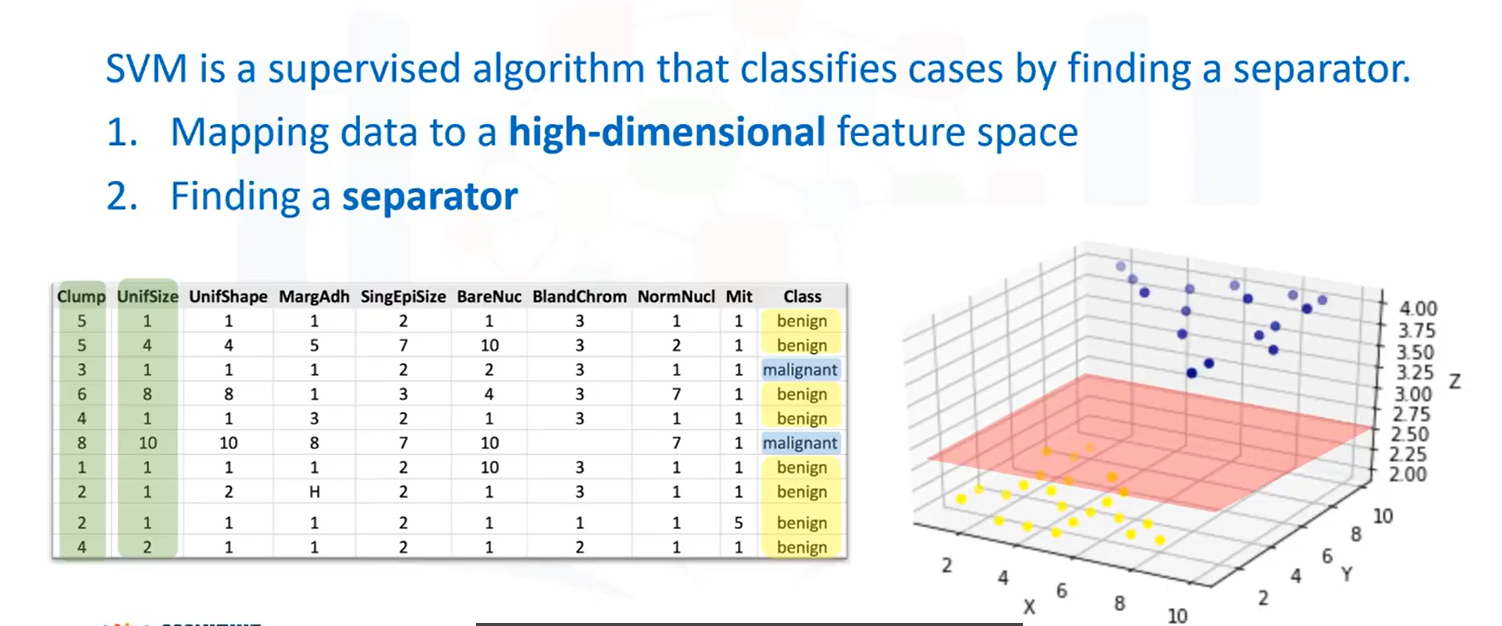 SVM is a supervised algorithm that classifies cases by finding a separator.
1. Mapping data to a high-dimensional feature space
2. Finding a separator
Clump UnifSize UnifShape MargAdh SingEpiSize BareNuc BlandChrom NormNucl Mit Class
5 1 1 1 2 1 3 1 1 benign
5 4 4 5 7 10 3 2 1 benign
3 1 1 1 2 2 3 1 1 malignant
6 8 8 1 3 4 3 7 1 benign
4 1 1 3 2 1 3 1 1 benign
8 10 10 8 7 10 7 1 malignant
1 1 1 1 2 10 3 1 1 benign
2 1 2 H 2 1 3 1 1 benign
2 1 1 1 2 1 1 1 5 benign
4 2 1 1 2 1 2 1 1 benign
4.00
3.75
3.50
3.25
Z
3.00
2.75
2.50
2.25
2.00
2 4 6 8 10
X
2 4 6 8 10
Y